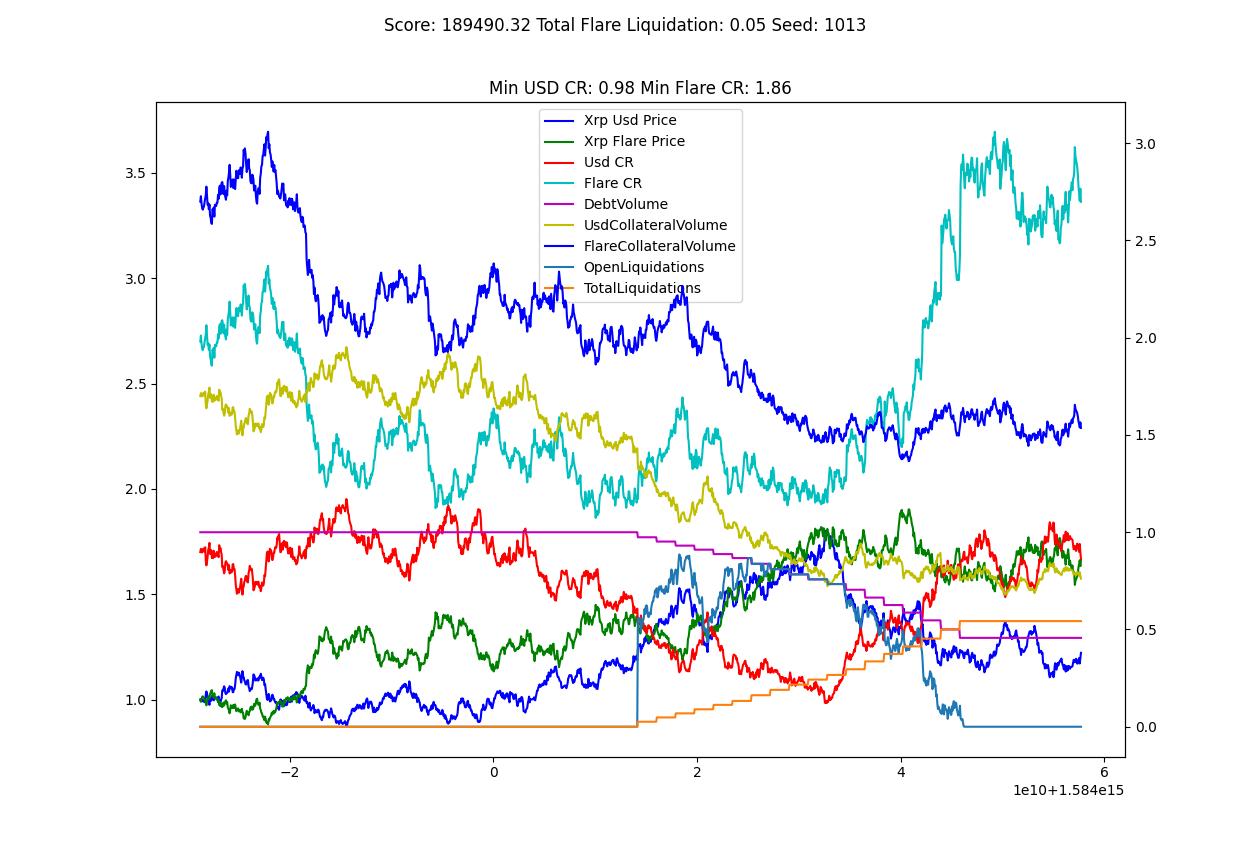 Score: 189490.32 Total Flare Liquidation: 0.05 Seed: 1013
Min USD CR: 0.98 Min Flare CR: 1.86
Xrp Usd Price
Xrp Flare Price
Usd CR
Flare CR
DebtVolume
UsdCollateralVolume
FlareCollateralVolume
OpenLiquidations
TotalLiquidations
3.5
3.0
2.5
2.0
1.5
1.0
3.0
2.5
2.0
1.5
1.0
0.5
0.0
−2
0
2
4
6
1e10+1.584e15